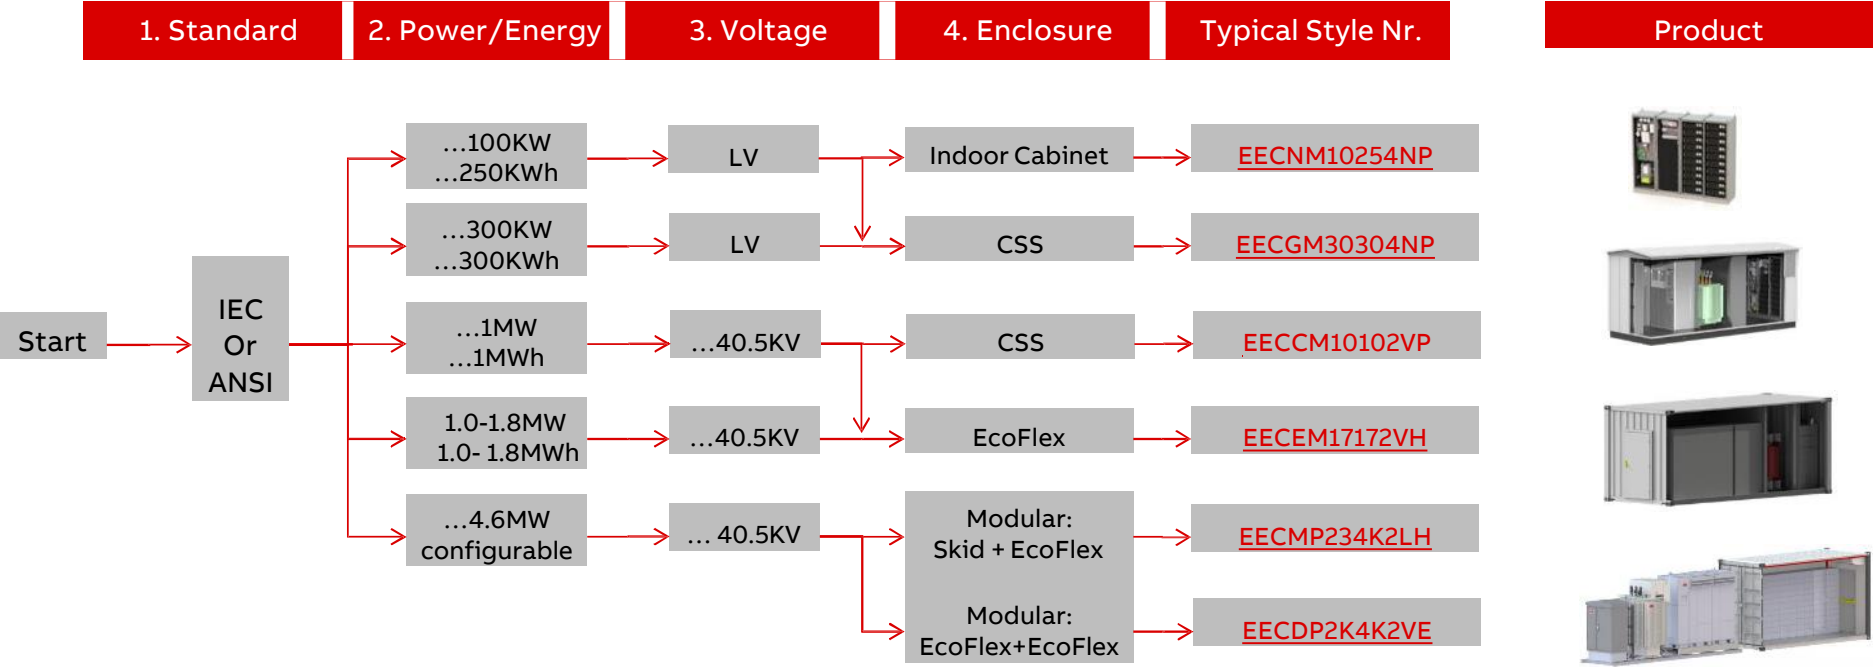 1. Standard
2. Power/Energy
3. Voltage
4. Enclosure
Typical Style Nr.
Product
Start
IEC
Or
ANSI
...100KW
...250KWh
LV
Indoor Cabinet
EECNM10254NP
...300KW
...300KWh
LV
CSS
EECGM30304NP
...1MW
...1MWh
...40.5KV
CSS
EECCM10102VP
1.0-1.8MW
1.0- 1.8MWh
...40.5KV
EcoFlex
EECEM17172VH
...4.6MW
configurable
... 40.5KV
Modular:
Skid + EcoFlex
EECMP234K2LH
Modular:
EcoFlex+EcoFlex
EECDP2K4K2VE